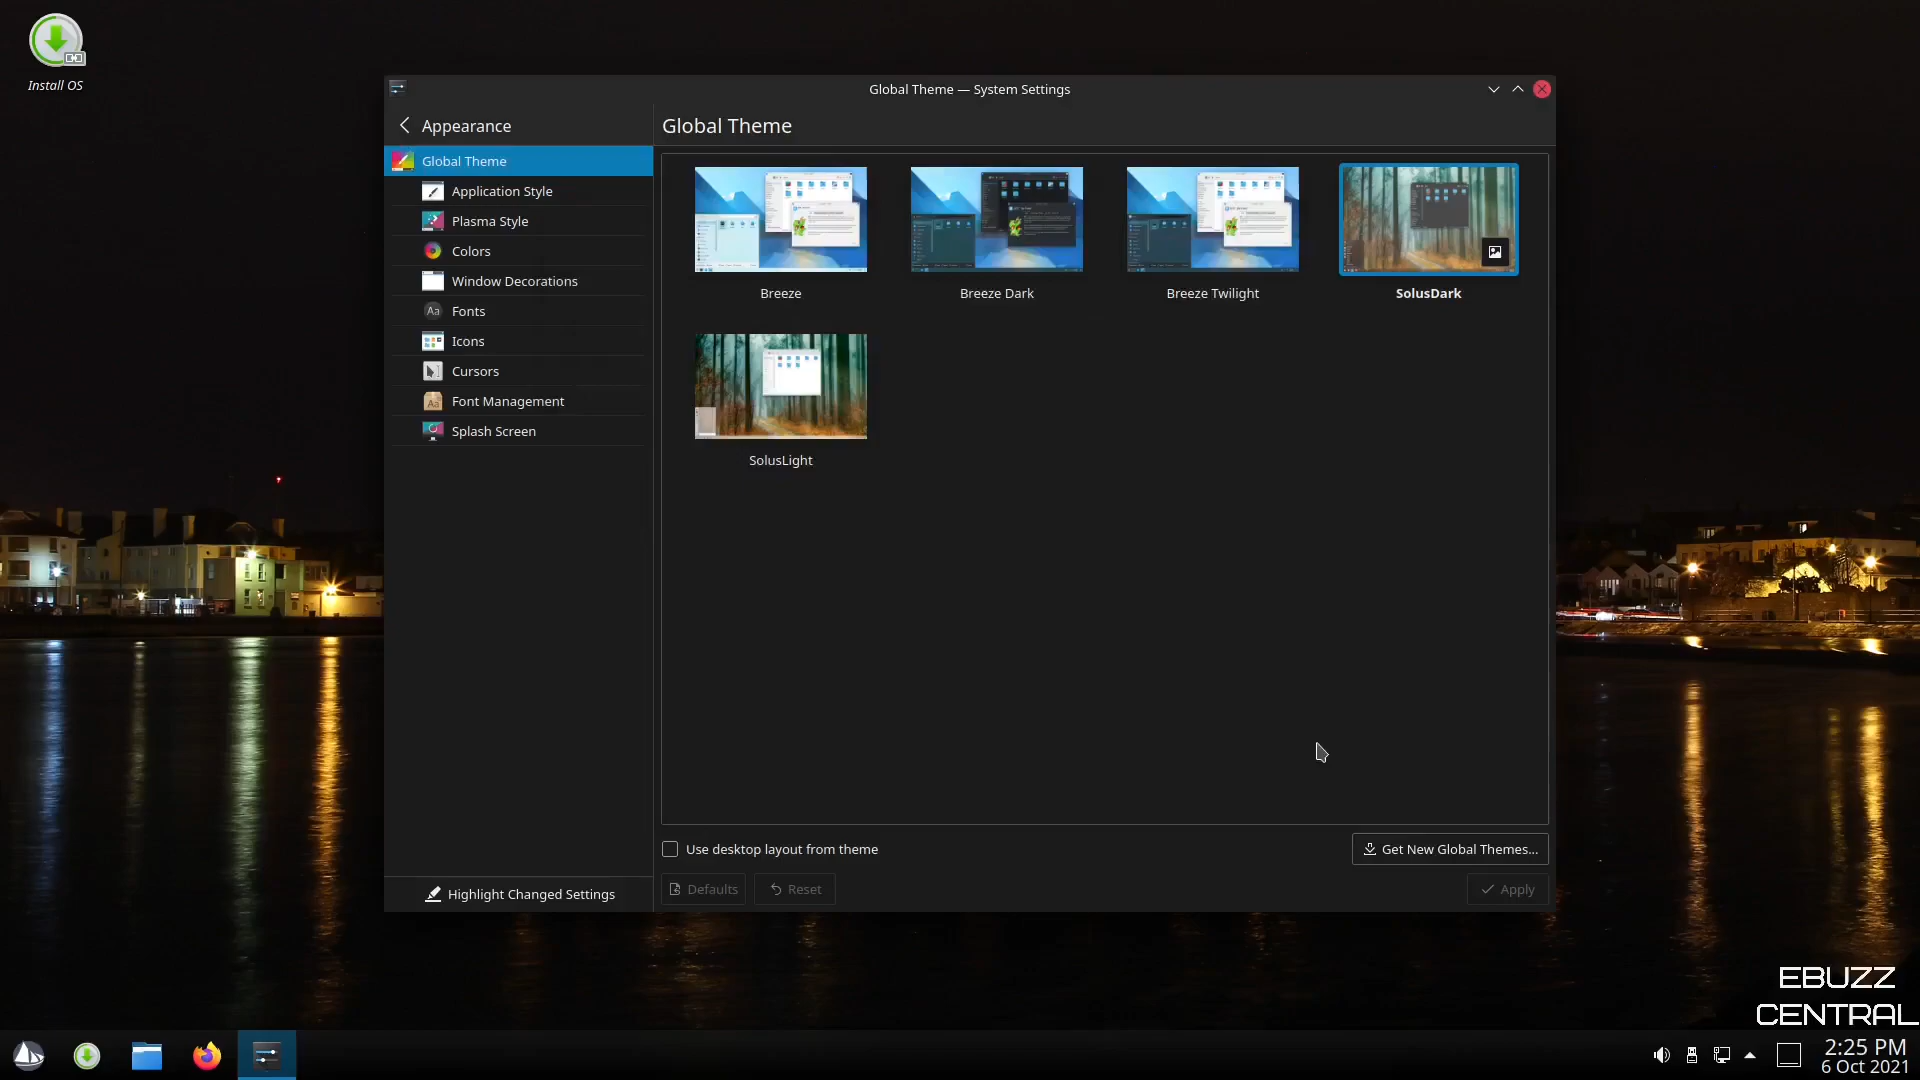 Install OS
Global Theme — System Settings
Appearance
Global Theme
Global Theme
Application Style
Plasma Style
Colors
Window Decorations
Fonts
Icons
Cursors
Font Management
Splash Screen
Breeze
Breeze Dark
Breeze Twilight
SolusDark
SolusLight
Use desktop layout from theme
Get New Global Themes...
Highlight Changed Settings
Defaults
Reset
Apply
EBUZZ
CENTRAL
2:25 PM
6 Oct 2021